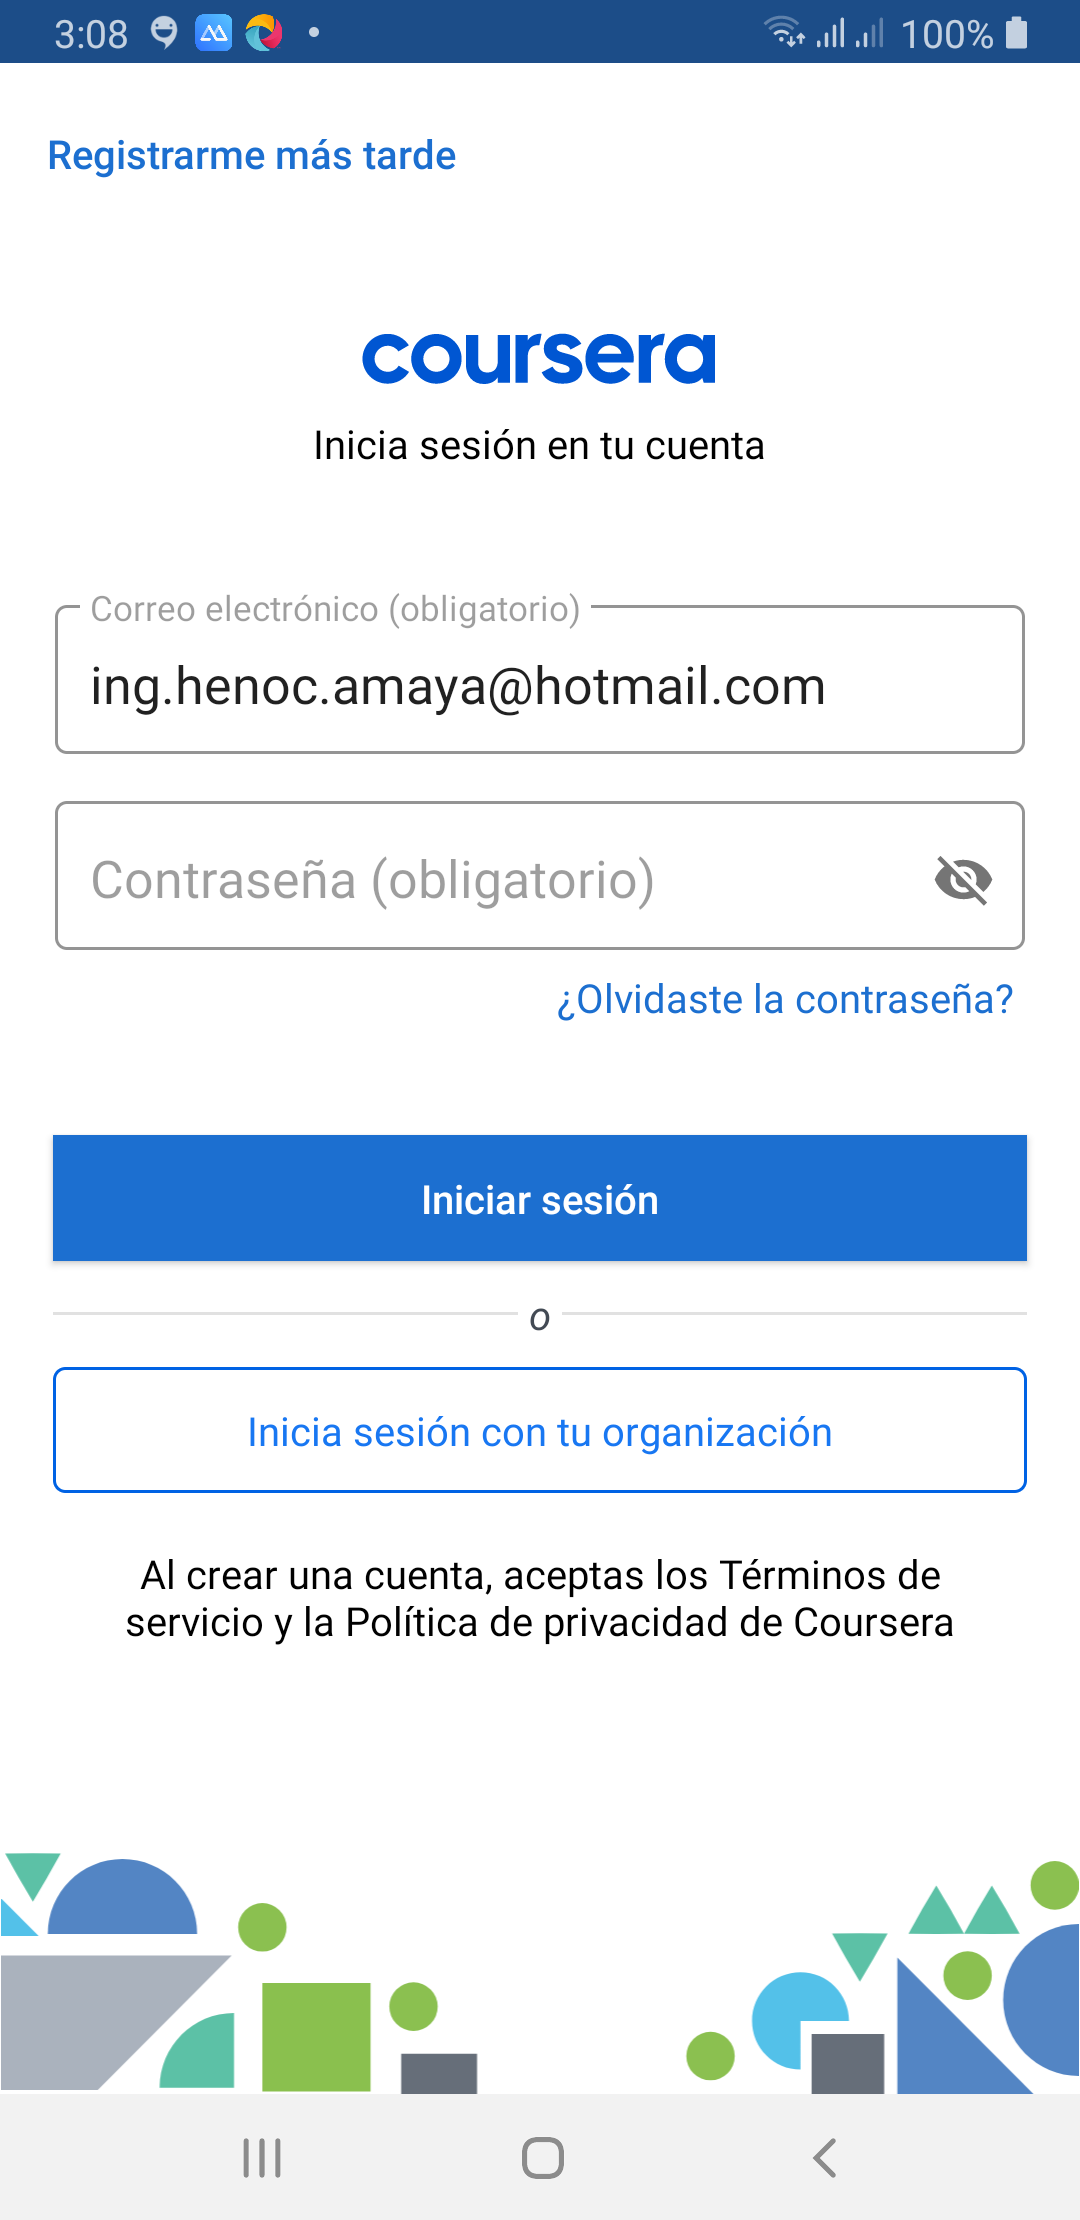 3:08
100%
Registrarme más tarde
coursera
Inicia sesión en tu cuenta
Correo electrónico (obligatorio)
ing.henoc.amaya@hotmail.com
Contraseña (obligatorio)
¿Olvidaste la contraseña?
Iniciar sesión
o
Inicia sesión con tu organización
Al crear una cuenta, aceptas los Términos de
servicio y la Política de privacidad de Coursera